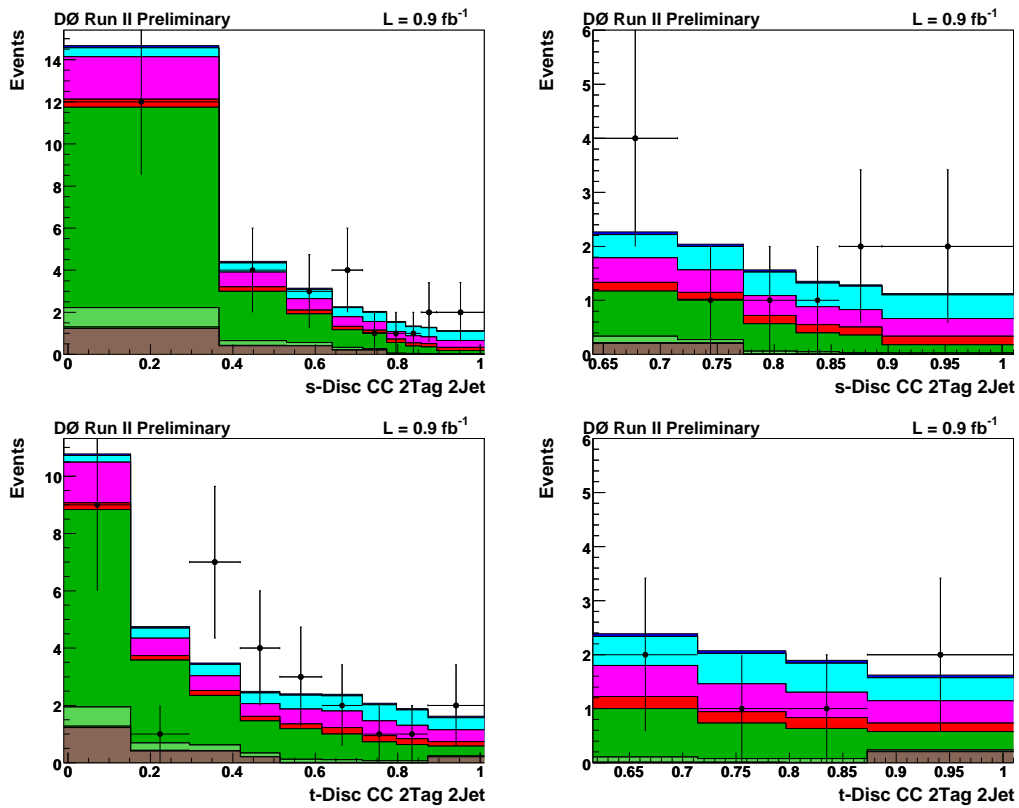 DØ Run II Preliminary L = 0.9 fb-1
Events
14
12
10
8
6
4
2
0
0 0.2 0.4 0.6 0.8 1
s-Disc CC 2Tag 2Jet
DØ Run II Preliminary L = 0.9 fb-1
Events
6
5
4
3
2
1
0
0.65 0.7 0.75 0.8 0.85 0.9 0.95 1
s-Disc CC 2Tag 2Jet
DØ Run II Preliminary L = 0.9 fb-1
Events
10
8
6
4
2
0
0 0.2 0.4 0.6 0.8 1
t-Disc CC 2Tag 2Jet
DØ Run II Preliminary L = 0.9 fb-1
Events
6
5
4
3
2
1
0
0.65 0.7 0.75 0.8 0.85 0.9 0.95 1
t-Disc CC 2Tag 2Jet